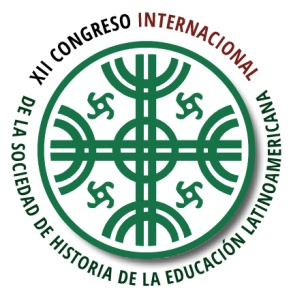 XII CONGRESO INTERNACIONAL
DE LA SOCIEDAD DE HISTORIA DE LA EDUCACIÓN LATINOAMERICANA